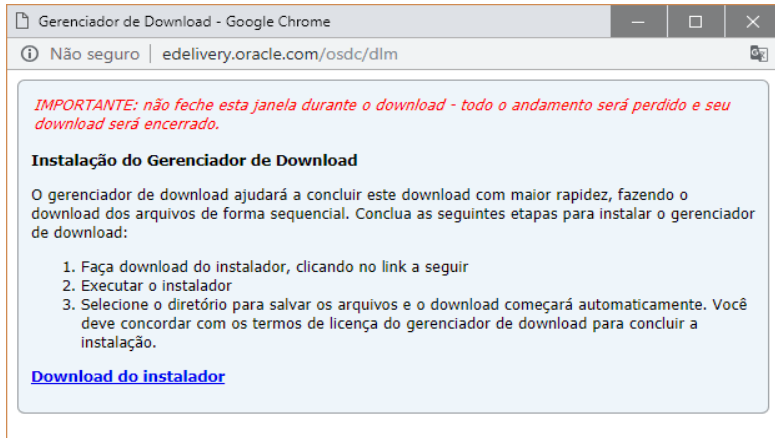 Gerenciador de Download - Google Chrome
Não seguro | edelivery.oracle.com/osdc/dlm
IMPORTANTE: não feche esta janela durante o download - todo o andamento será perdido e seu
download será encerrado.
Instalação do Gerenciador de Download
O gerenciador de download ajudará a concluir este download com maior rapidez, fazendo o
download dos arquivos de forma sequencial. Conclua as seguintes etapas para instalar o gerenciador
de download:
1. Faça download do instalador, clicando no link a seguir
2. Executar o instalador
3. Selecione o diretório para salvar os arquivos e o download começará automaticamente. Você
deve concordar com os termos de licença do gerenciador de download para concluir a
instalação.
Download do instalador